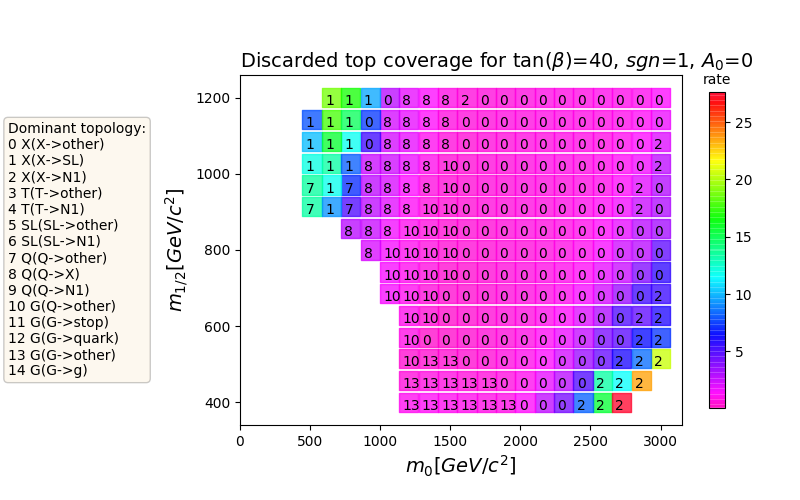 Discarded top coverage for tan(β)=40, sgn=1, A₀=0
rate
Dominant topology:
0 X(X->other)
1 X(X->SL)
2 X(X->N1)
3 T(T->other)
4 T(T->N1)
5 SL(SL->other)
6 SL(SL->N1)
7 Q(Q->other)
8 Q(Q->X)
9 Q(Q->N1)
10 G(Q->other)
11 G(G->stop)
12 G(G->quark)
13 G(G->other)
14 G(G->g)
m₁/₂[GeV/c²]
1200
1000
800
600
400
1 1 1 0 8 8 8 2 0 0 0 0 0 0 0 0 0 0
1 1 1 0 8 8 8 8 0 0 0 0 0 0 0 0 0 0 0
1 1 1 0 8 8 8 8 0 0 0 0 0 0 0 0 0 0 2
1 1 1 8 8 8 8 10 0 0 0 0 0 0 0 0 0 0 2
7 1 7 8 8 8 8 10 0 0 0 0 0 0 0 0 0 2 0
7 1 7 8 8 8 10 10 0 0 0 0 0 0 0 0 0 2 0
8 8 8 10 10 10 0 0 0 0 0 0 0 0 0 0 0
8 10 10 10 10 0 0 0 0 0 0 0 0 0 0 0
10 10 10 10 0 0 0 0 0 0 0 0 0 0 0
10 10 10 0 0 0 0 0 0 0 0 0 0 0 2
10 10 0 0 0 0 0 0 0 0 0 0 2 2
10 0 0 0 0 0 0 0 0 0 0 0 2 2
10 13 13 13 0 0 0 0 0 0 0 2 2 2
13 13 13 13 13 0 0 0 0 0 2 2 2
13 13 13 13 13 13 0 0 0 2 2 2
0 500 1000 1500 2000 2500 3000
m₀[GeV/c²]
25
20
15
10
5